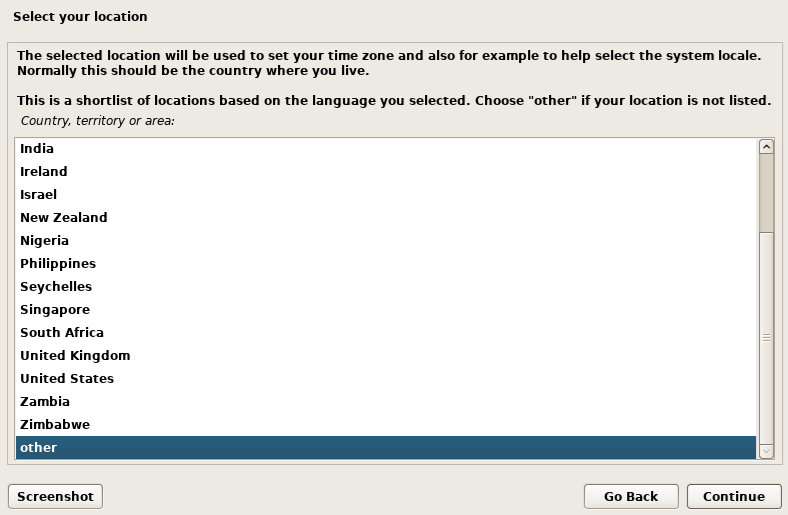 Select your location
The selected location will be used to set your time zone and also for example to help select the system locale.
Normally this should be the country where you live.
This is a shortlist of locations based on the language you selected. Choose "other" if your location is not listed.
Country, territory or area:
India
Ireland
Israel
New Zealand
Nigeria
Philippines
Seychelles
Singapore
South Africa
United Kingdom
United States
Zambia
Zimbabwe
other
Screenshot
Go Back
Continue